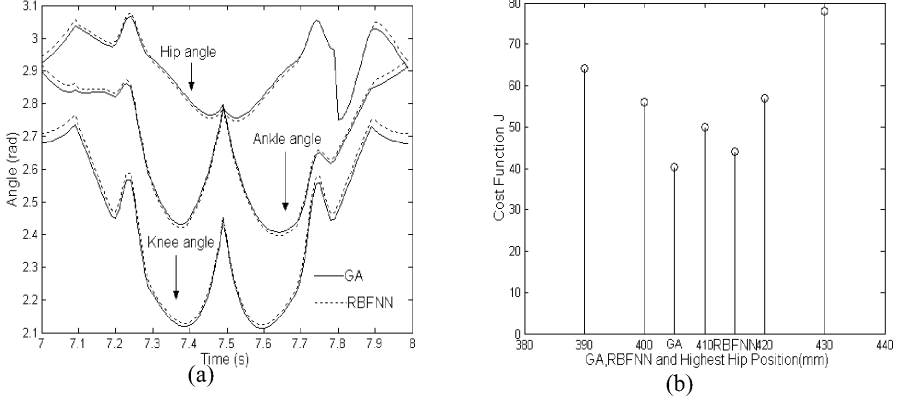 3.1
3
2.9
2.8
2.7
2.6
2.5
2.4
2.3
2.2
2.1
Angle (rad)
Hip angle
Ankle angle
Knee angle
GA
RBFNN
7 7.1 7.2 7.3 7.4 7.5 7.6 7.7 7.8 7.9 8
Time (s)
(a)
80
70
60
50
40
30
20
10
0
Cost Function J
GA RBFNN
380 390 400 410 420 430 440
GA,RBFNN and Highest Hip Position(mm)
(b)